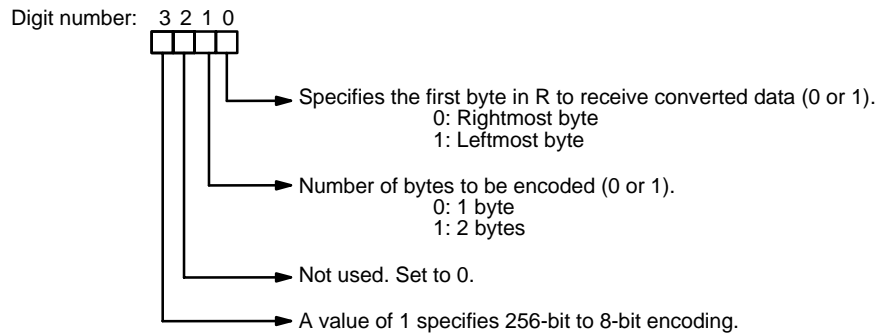 Digit number: 3 2 1 0
Specifies the first byte in R to receive converted data (0 or 1).
0: Rightmost byte
1: Leftmost byte
Number of bytes to be encoded (0 or 1).
0: 1 byte
1: 2 bytes
Not used. Set to 0.
A value of 1 specifies 256-bit to 8-bit encoding.